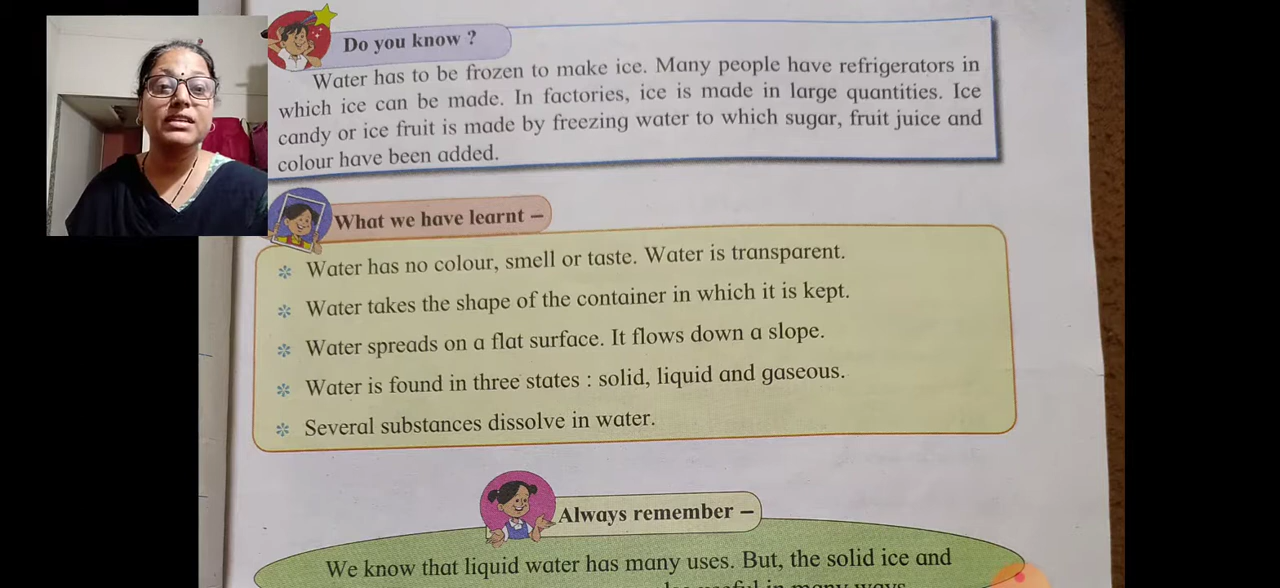 Do you know ?
Water has to be frozen to make ice. Many people have refrigerators in
which ice can be made. In factories, ice is made in large quantities. Ice
candy or ice fruit is made by freezing water to which sugar, fruit juice and
colour have been added.
What we have learnt –
* Water has no colour, smell or taste. Water is transparent.
* Water takes the shape of the container in which it is kept.
* Water spreads on a flat surface. It flows down a slope.
* Water is found in three states : solid, liquid and gaseous.
* Several substances dissolve in water.
Always remember –
We know that liquid water has many uses. But, the solid ice and
in many ways